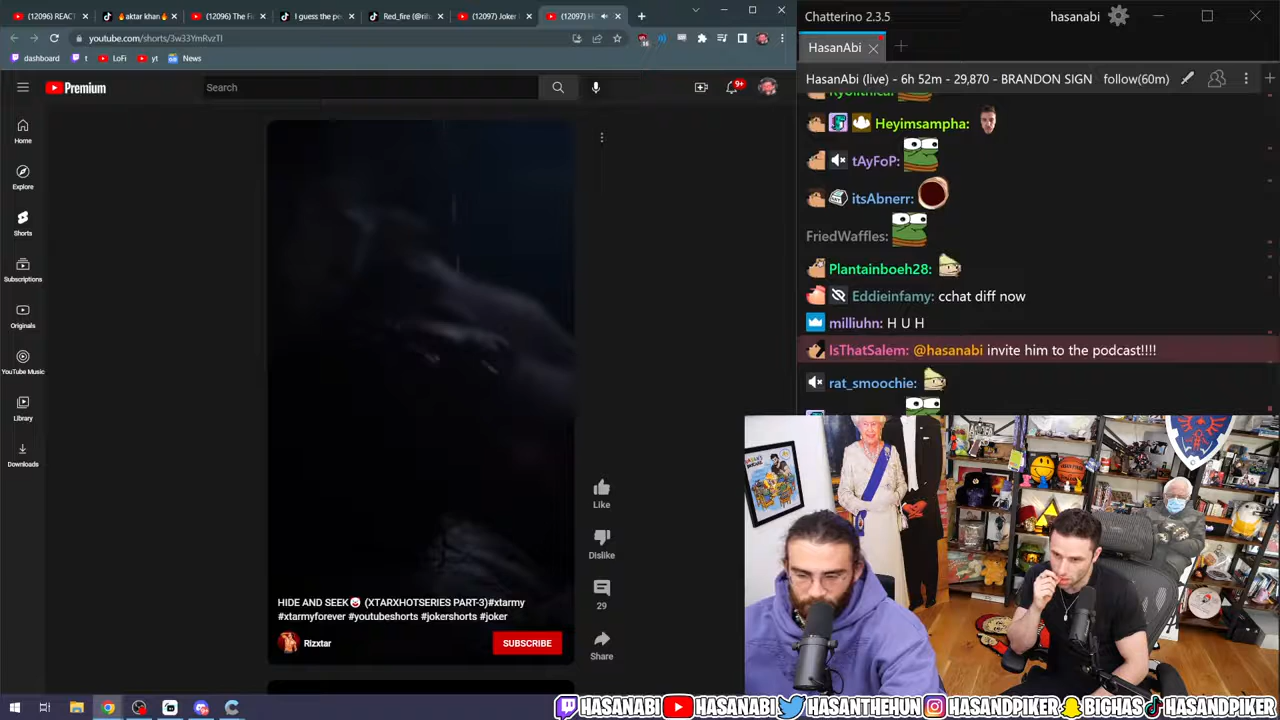 (12096) REAC
aktar khan
(12096) The Fi
I guess the pe
Red_fire (@rih
(12097) Joker
(12097) H
youtube.com/shorts/3w33YmRvzTI
dashboard
t
LoFi
yt
News
Premium
Search
9+
Home
Explore
Shorts
Subscriptions
Originals
YouTube Music
Library
Downloads
Like
Dislike
29
Share
HIDE AND SEEK🤡 (XTARXHOTSERIES PART-3)#xtarmy
#xtarmyforever #youtubeshorts #jokershorts #joker
Rizxtar
SUBSCRIBE
Chatterino 2.3.5
hasanabi
HasanAbi
HasanAbi (live) - 6h 52m - 29,870 - BRANDON SIGN
follow(60m)
Heyimsampha:
tAyFoP:
itsAbnerr:
FriedWaffles:
Plantainboeh28:
Eddieinfamy: cchat diff now
milliuhn: H U H
IsThatSalem: @hasanabi invite him to the podcast!!!!
rat_smoochie:
HASANABI
HASANABI
HASANTHEHUN
HASANDPIKER
BIGHAS
HASANDPIKER